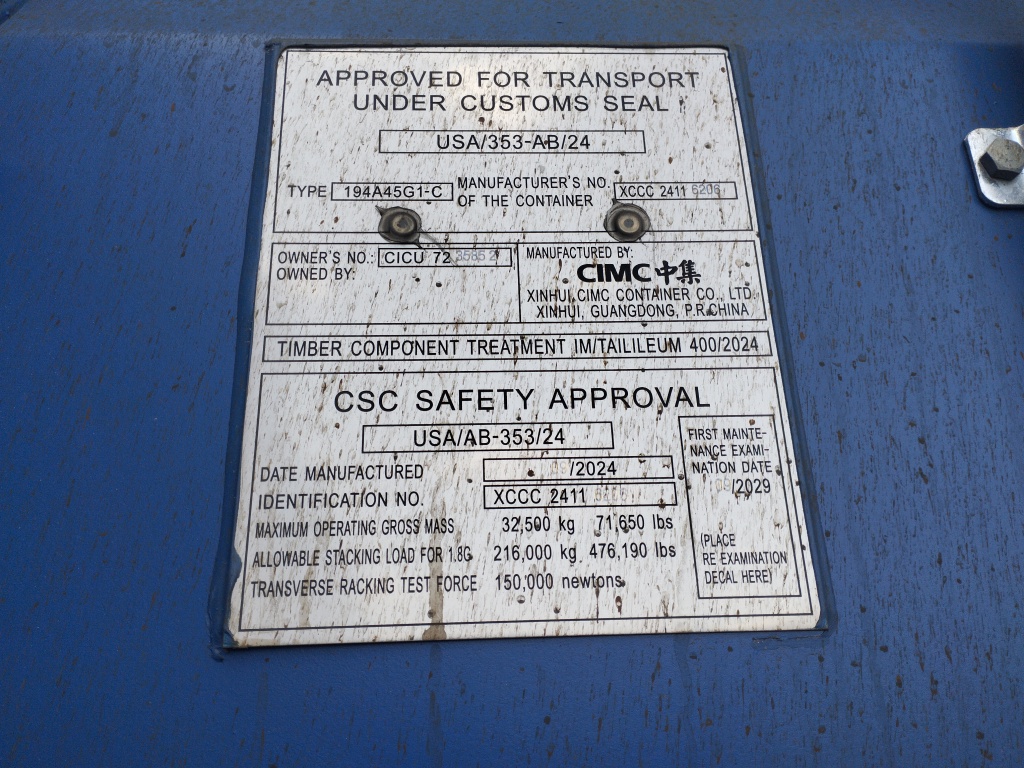 APPROVED FOR TRANSPORT
UNDER CUSTOMS SEAL
USA/353-AB/24
TYPE 194A45G1-C
MANUFACTURER'S NO.
OF THE CONTAINER
XCCC 2411 6206
OWNER'S NO.: CICU 72 3585 2
OWNED BY:
MANUFACTURED BY:
CIMC 中集
XINHUI CIMC CONTAINER CO., LTD.
XINHUI, GUANGDONG, P.R.CHINA
TIMBER COMPONENT TREATMENT IM/TAILILEUM 400/2024
CSC SAFETY APPROVAL
USA/AB-353/24
DATE MANUFACTURED /2024
IDENTIFICATION NO. XCCC 2411
MAXIMUM OPERATING GROSS MASS 32,500 kg 71,650 lbs
ALLOWABLE STACKING LOAD FOR 1.8G 216,000 kg 476,190 lbs
TRANSVERSE RACKING TEST FORCE 150,000 newtons
FIRST MAINTE-
NANCE EXAMI-
NATION DATE
/2029
(PLACE
RE EXAMINATION
DECAL HERE)